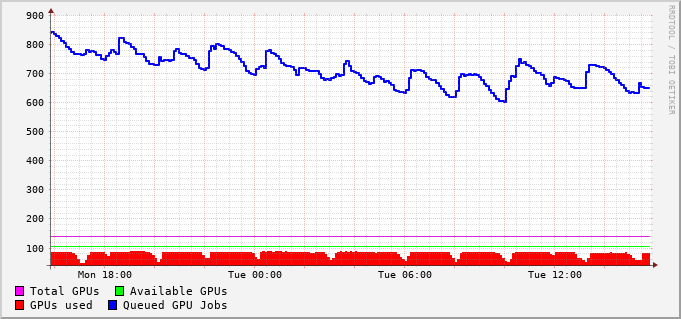 900
800
700
600
500
400
300
200
100
Mon 18:00 Tue 00:00 Tue 06:00 Tue 12:00
Total GPUs Available GPUs
GPUs used Queued GPU Jobs
RRDTOOL / TOBI OETIKER